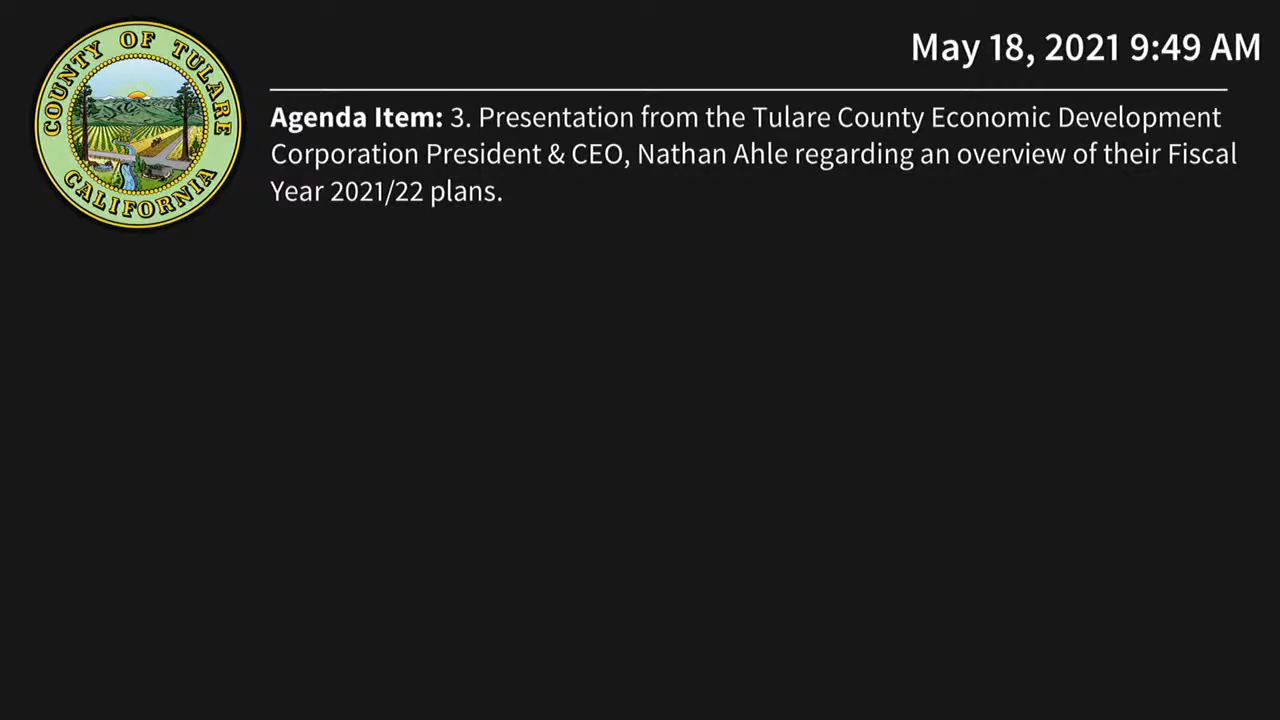 COUNTY OF TULARE
CALIFORNIA
May 18, 2021 9:49 AM
Agenda Item: 3. Presentation from the Tulare County Economic Development
Corporation President & CEO, Nathan Ahle regarding an overview of their Fiscal
Year 2021/22 plans.